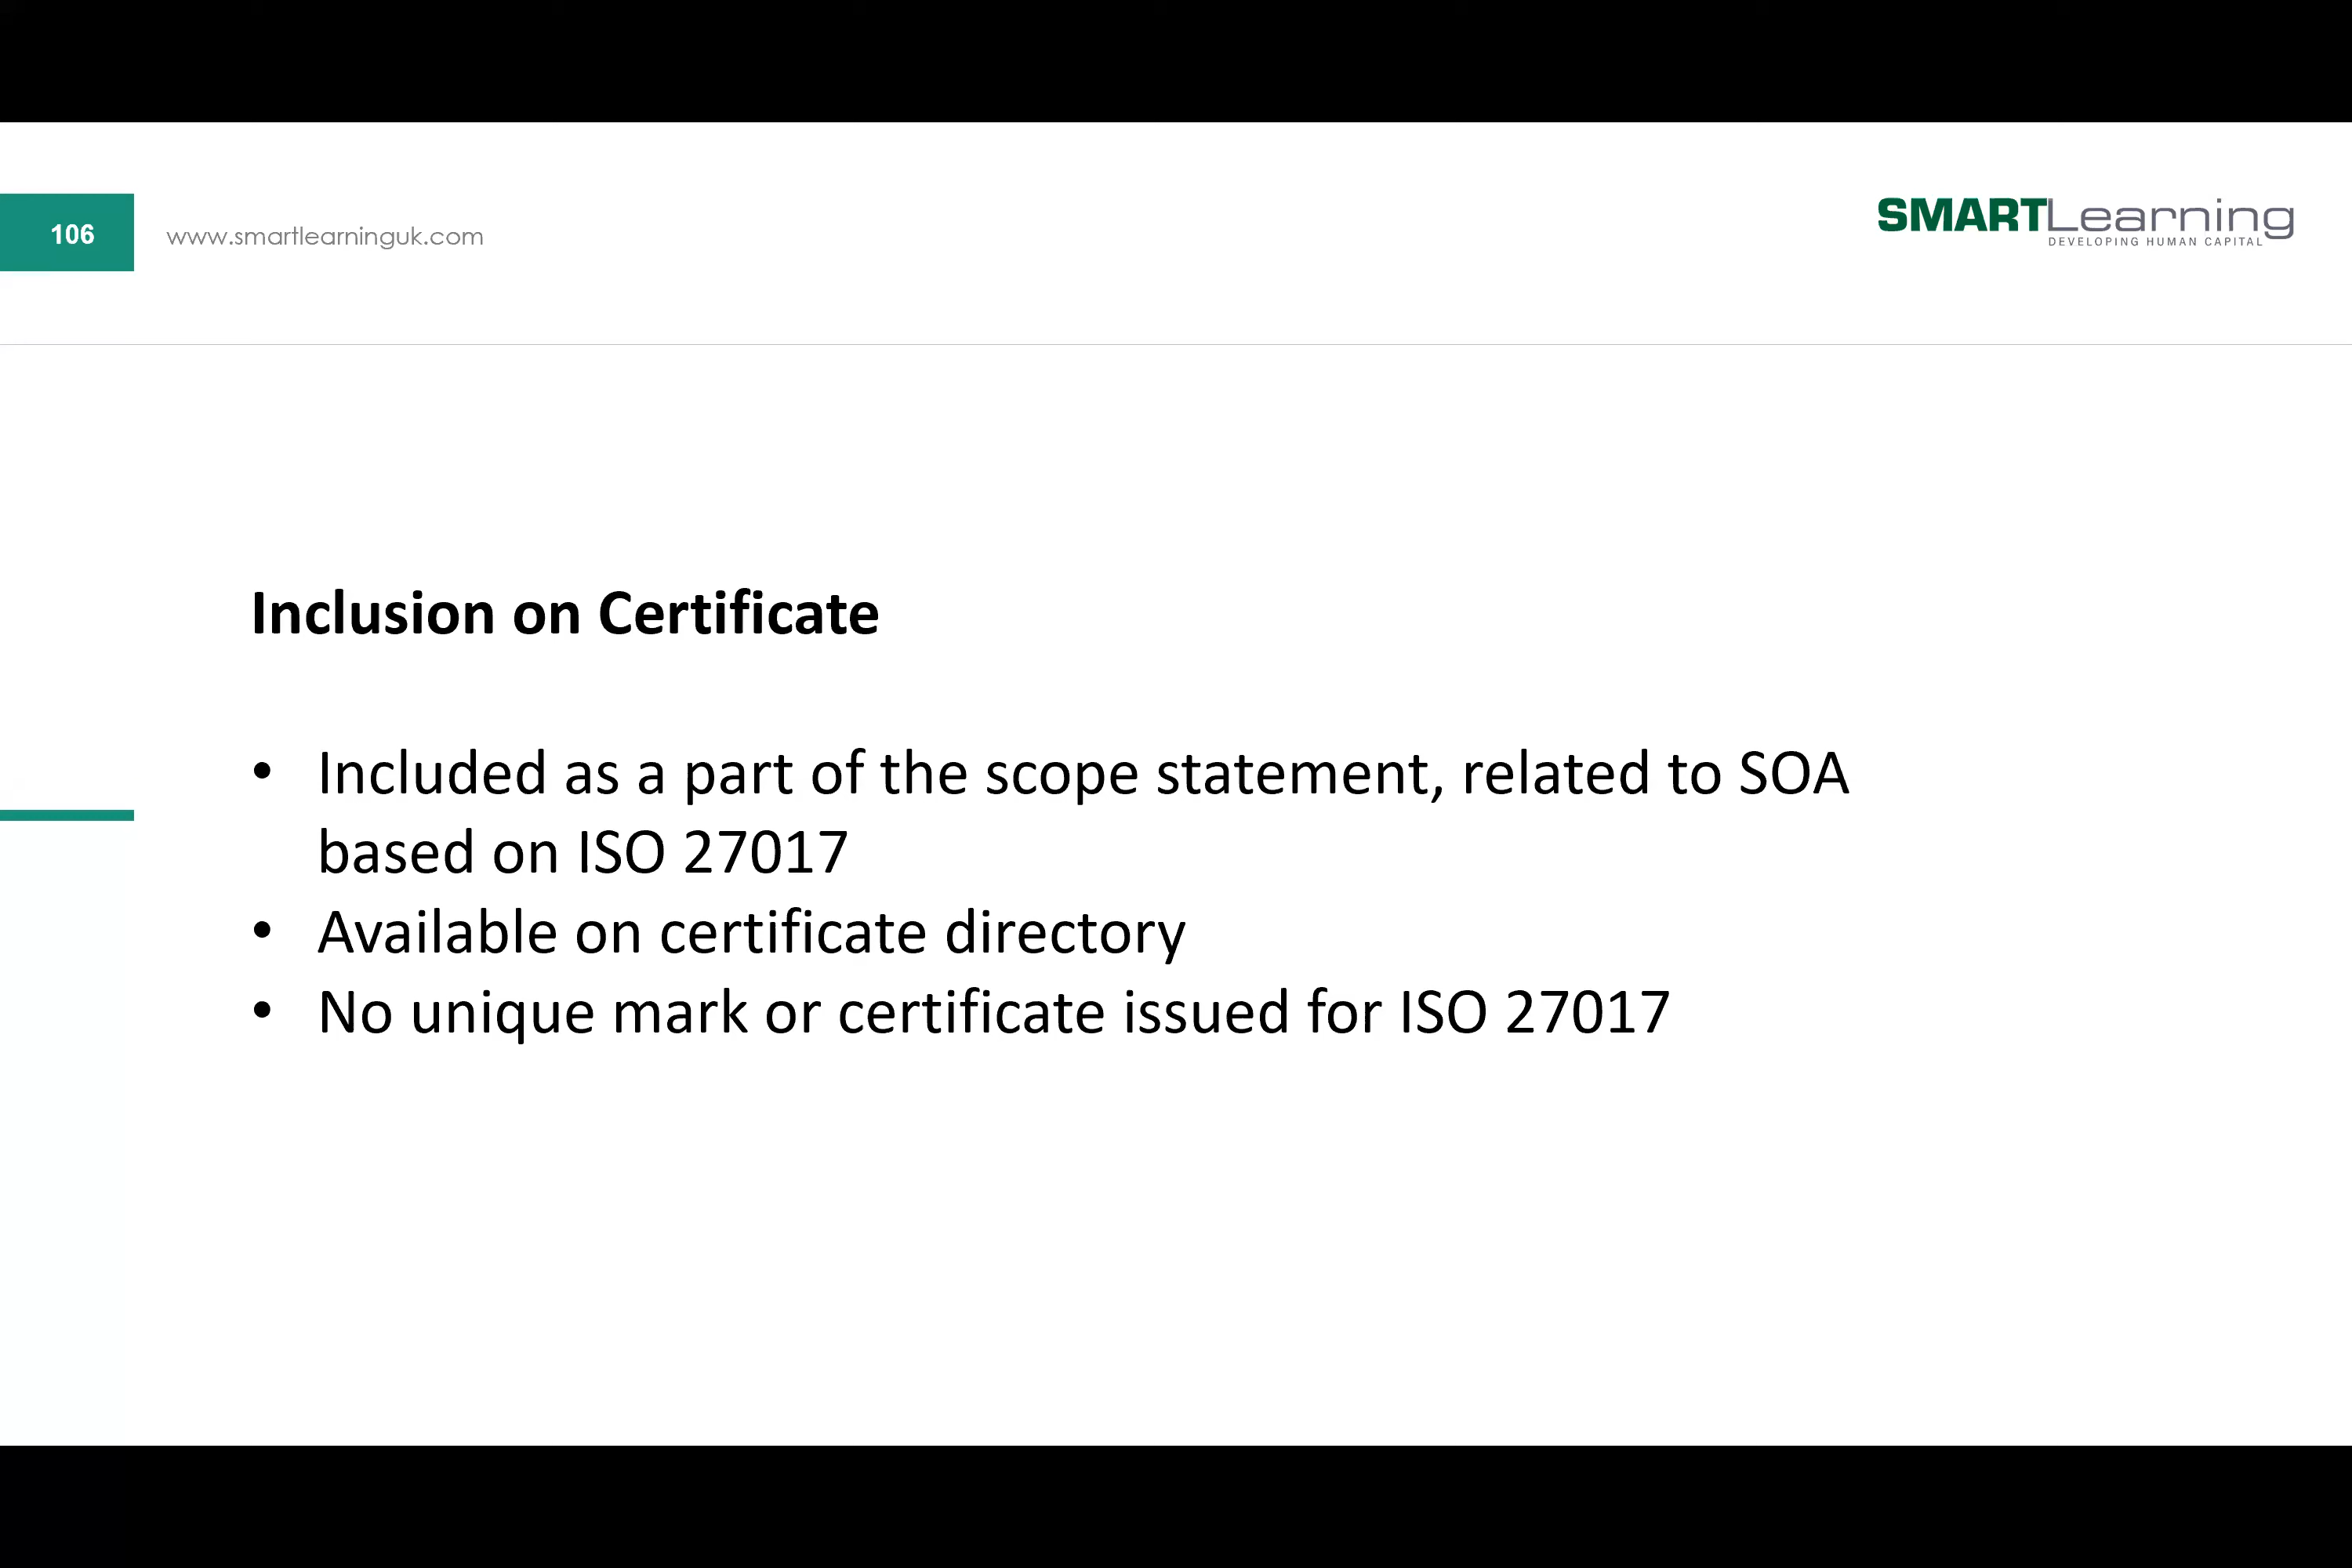 106
www.smartlearninguk.com
SMARTLearning
DEVELOPING HUMAN CAPITAL
Inclusion on Certificate
• Included as a part of the scope statement, related to SOA
based on ISO 27017
• Available on certificate directory
• No unique mark or certificate issued for ISO 27017